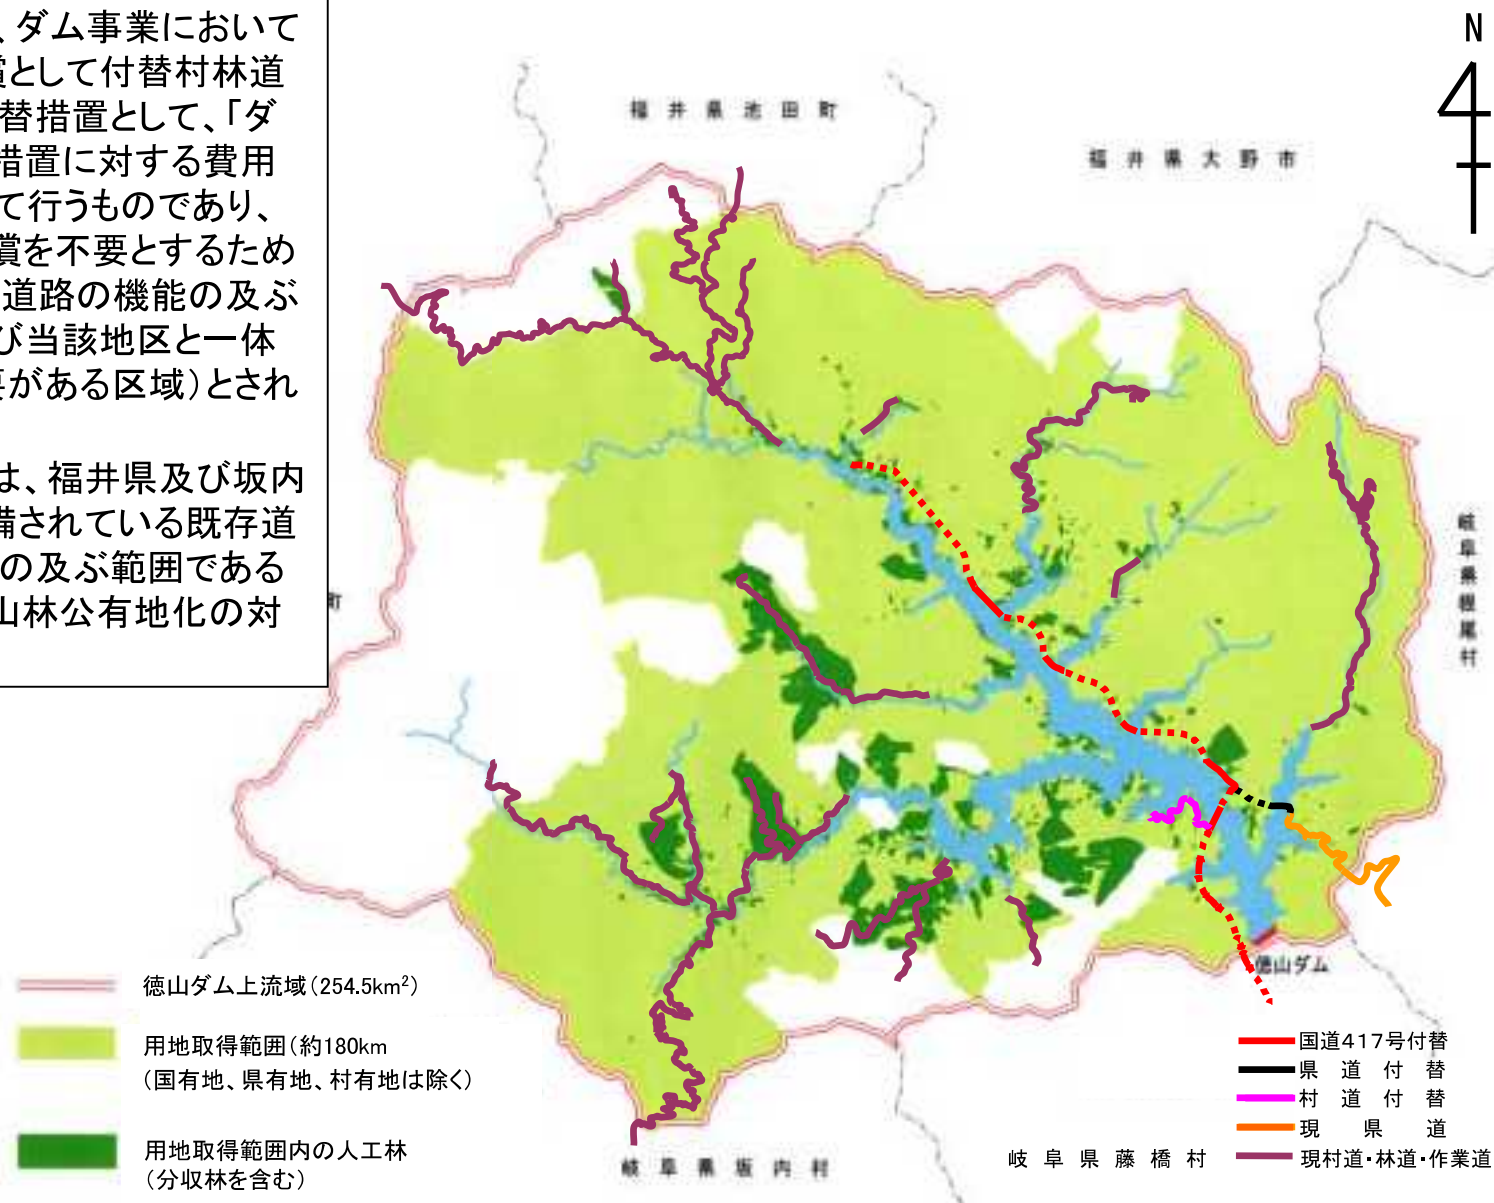 、ダム事業において
償として付替村林道
替措置として、「ダ
措置に対する費用
て行うものであり、
償を不要とするため
道路の機能の及ぶ
び当該地区と一体
要がある区域)とされ
は、福井県及び坂内
備されている既存道
の及ぶ範囲である
山林公有地化の対
町
N
福井県池田町
福井県大野市
岐阜県根尾村
徳山ダム
徳山ダム上流域(254.5km²)
用地取得範囲(約180km
(国有地、県有地、村有地は除く)
用地取得範囲内の人工林
(分収林を含む)
岐阜県坂内村
岐阜県藤橋村
国道417号付替
県道付替
村道付替
現県道
現村道・林道・作業道